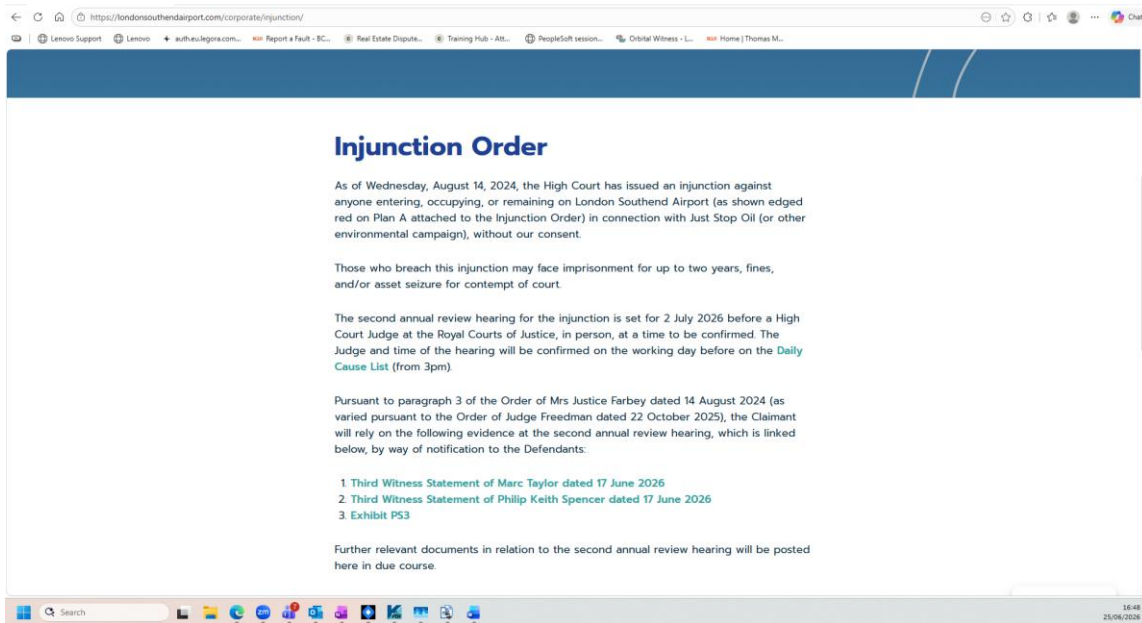 https://londonsouthendairport.com/corporate/injunction/
Chat
Lenovo Support Lenovo auth.eu.legora.com... Report a Fault - BC... Real Estate Dispute... Training Hub - Att... PeopleSoft session... Orbital Witness - L... Home | Thomas M...
Injunction Order
As of Wednesday, August 14, 2024, the High Court has issued an injunction against
anyone entering, occupying, or remaining on London Southend Airport (as shown edged
red on Plan A attached to the Injunction Order) in connection with Just Stop Oil (or other
environmental campaign), without our consent.
Those who breach this injunction may face imprisonment for up to two years, fines,
and/or asset seizure for contempt of court.
The second annual review hearing for the injunction is set for 2 July 2026 before a High
Court Judge at the Royal Courts of Justice, in person, at a time to be confirmed. The
Judge and time of the hearing will be confirmed on the working day before on the Daily
Cause List (from 3pm).
Pursuant to paragraph 3 of the Order of Mrs Justice Farbey dated 14 August 2024 (as
varied pursuant to the Order of Judge Freedman dated 22 October 2025), the Claimant
will rely on the following evidence at the second annual review hearing, which is linked
below, by way of notification to the Defendants:
1. Third Witness Statement of Marc Taylor dated 17 June 2026
2. Third Witness Statement of Philip Keith Spencer dated 17 June 2026
3. Exhibit PS3
Further relevant documents in relation to the second annual review hearing will be posted
here in due course.
Search
zm
7
16:48
25/06/2026